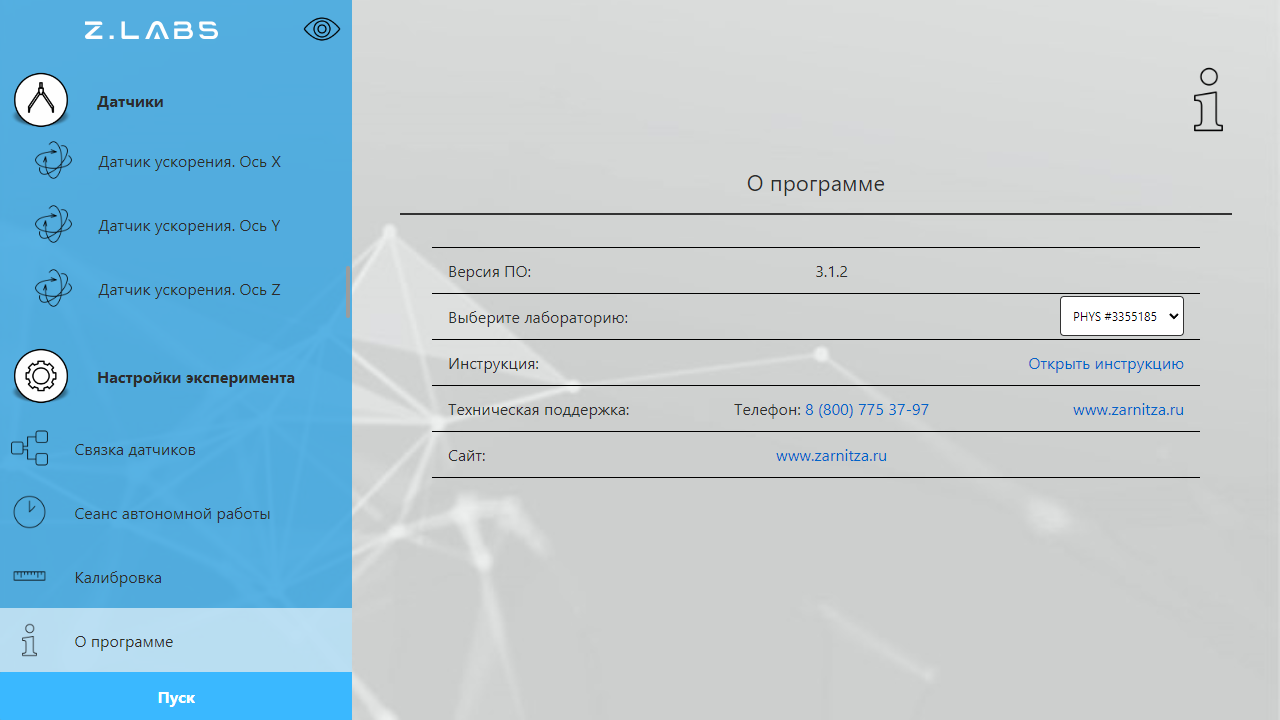 Z.LABS
Датчики
Датчик ускорения. Ось X
Датчик ускорения. Ось Y
Датчик ускорения. Ось Z
Настройки эксперимента
Связка датчиков
Сеанс автономной работы
Калибровка
О программе
Пуск
О программе
Версия ПО: 3.1.2
Выберите лабораторию: PHYS #3355185
Инструкция: Открыть инструкцию
Техническая поддержка: Телефон: 8 (800) 775 37-97 www.zarnitza.ru
Сайт: www.zarnitza.ru